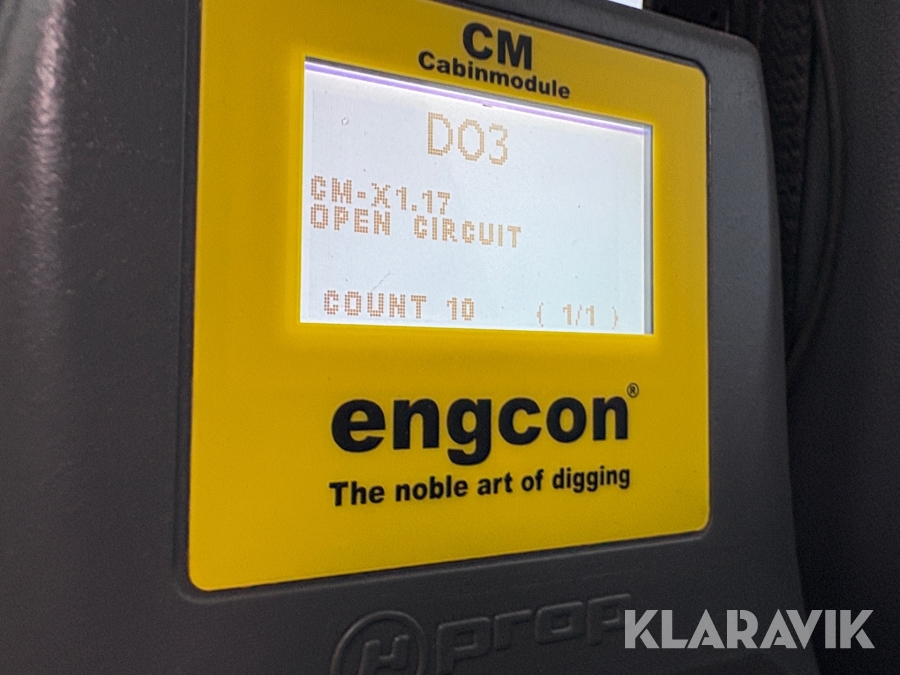 CM
Cabinmodule
DO3
CM-X1.17
OPEN CIRCUIT
COUNT 10 ( 1/1 )
engcon®
The noble art of digging
H prop
KLARAVIK